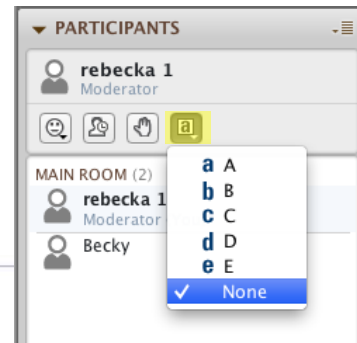 PARTICIPANTS
rebecka 1
Moderator
a
MAIN ROOM (2)
rebecka 1
Moderator
Becky
a A
b B
c C
d D
e E
✓ None